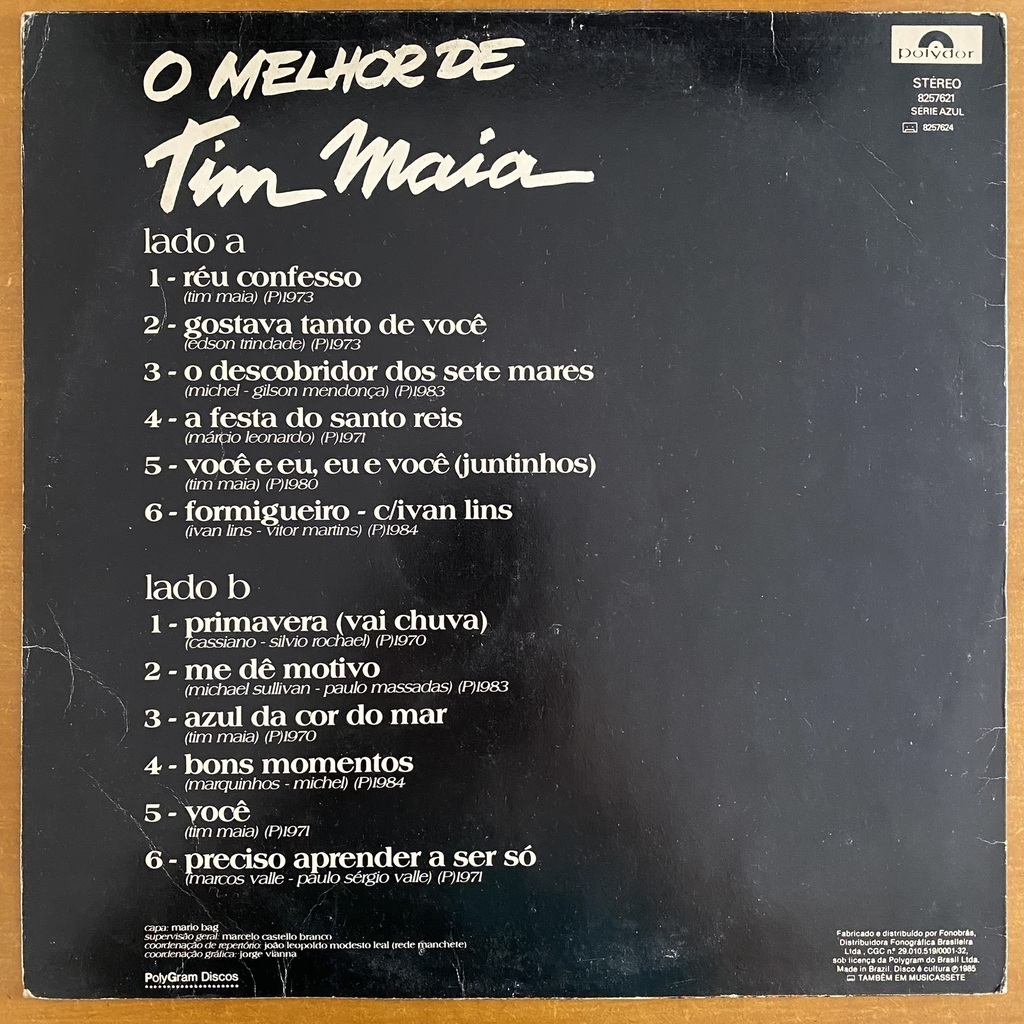 O MELHOR DE
Tim Maia
polydor
STÉREO
8257621
SÉRIE AZUL
8257624
lado a
1 - réu confesso
(tim maia) (P)1973
2 - gostava tanto de você
(edson trindade) (P)1973
3 - o descobridor dos sete mares
(michel - gilson mendonça) (P)1983
4 - a festa do santo reis
(márcio leonardo) (P)1971
5 - você e eu, eu e você (juntinhos)
(tim maia) (P)1980
6 - formigueiro - c/ivan lins
(ivan lins - vitor martins) (P)1984
lado b
1 - primavera (vai chuva)
(cassiano - silvio rochael) (P)1970
2 - me dê motivo
(michael sullivan - paulo massadas) (P)1983
3 - azul da cor do mar
(tim maia) (P)1970
4 - bons momentos
(marquinhos - michel) (P)1984
5 - você
(tim maia) (P)1971
6 - preciso aprender a ser só
(marcos valle - paulo sérgio valle) (P)1971
capa: mario bag
supervisão geral: marcelo castello branco
coordenação de repertório: joão leopoldo modesto leal (rede manchete)
coordenação gráfica: jorge vianna
PolyGram Discos
Fabricado e distribuído por Fonobrás,
Distribuidora Fonográfica Brasileira
Ltda., CGC n.º 29.010.519/0001-32,
sob licença da Polygram do Brasil Ltda.
Made in Brazil. Disco é cultura ℗ 1985
TAMBÉM EM MUSICASSETE